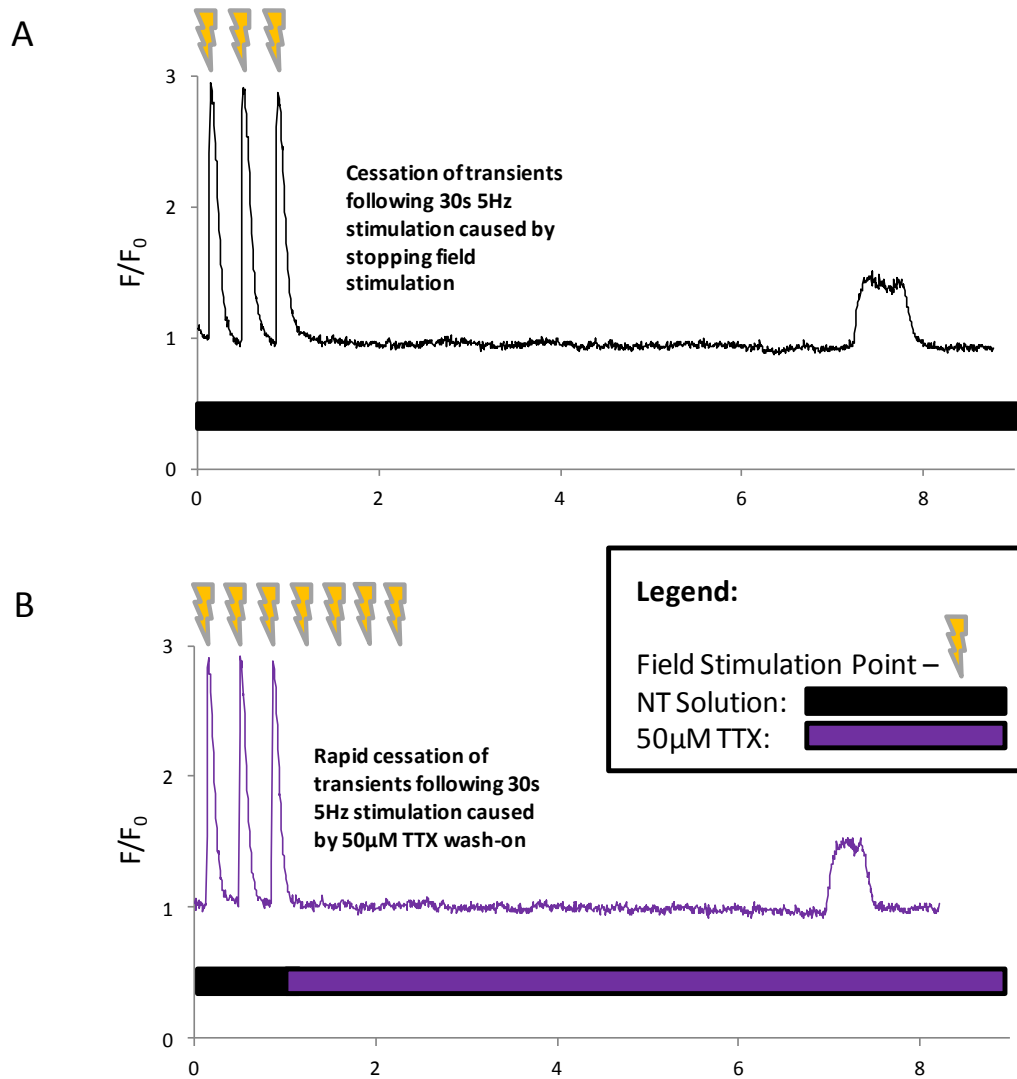 A
3
2
1
0
F/F0
Cessation of transients
following 30s 5Hz
stimulation caused by
stopping field
stimulation
0 2 4 6 8
B
3
2
1
0
F/F0
Rapid cessation of
transients following 30s
5Hz stimulation caused
by 50μM TTX wash-on
Legend:
Field Stimulation Point –
NT Solution:
50μM TTX:
0 2 4 6 8